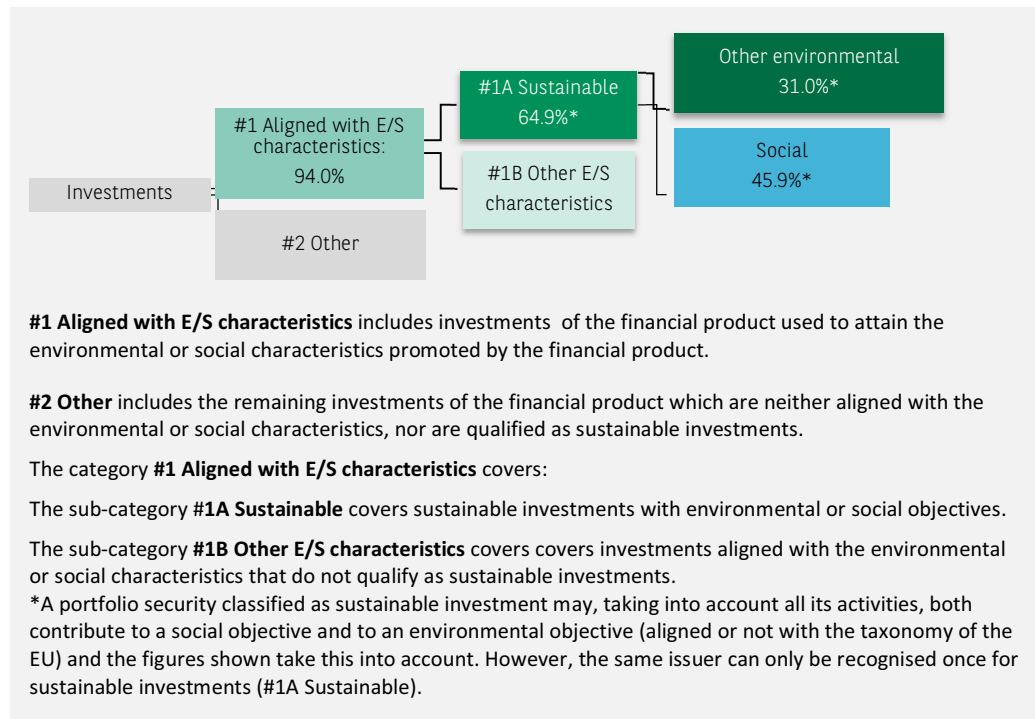 Other environmental
31.0%*
#1A Sustainable
64.9%*
#1 Aligned with E/S
characteristics:
94.0%
Social
45.9%*
#1B Other E/S
characteristics
Investments
#2 Other
#1 Aligned with E/S characteristics includes investments of the financial product used to attain the
environmental or social characteristics promoted by the financial product.
#2 Other includes the remaining investments of the financial product which are neither aligned with the
environmental or social characteristics, nor are qualified as sustainable investments.
The category #1 Aligned with E/S characteristics covers:
The sub-category #1A Sustainable covers sustainable investments with environmental or social objectives.
The sub-category #1B Other E/S characteristics covers covers investments aligned with the environmental
or social characteristics that do not qualify as sustainable investments.
*A portfolio security classified as sustainable investment may, taking into account all its activities, both
contribute to a social objective and to an environmental objective (aligned or not with the taxonomy of the
EU) and the figures shown take this into account. However, the same issuer can only be recognised once for
sustainable investments (#1A Sustainable).